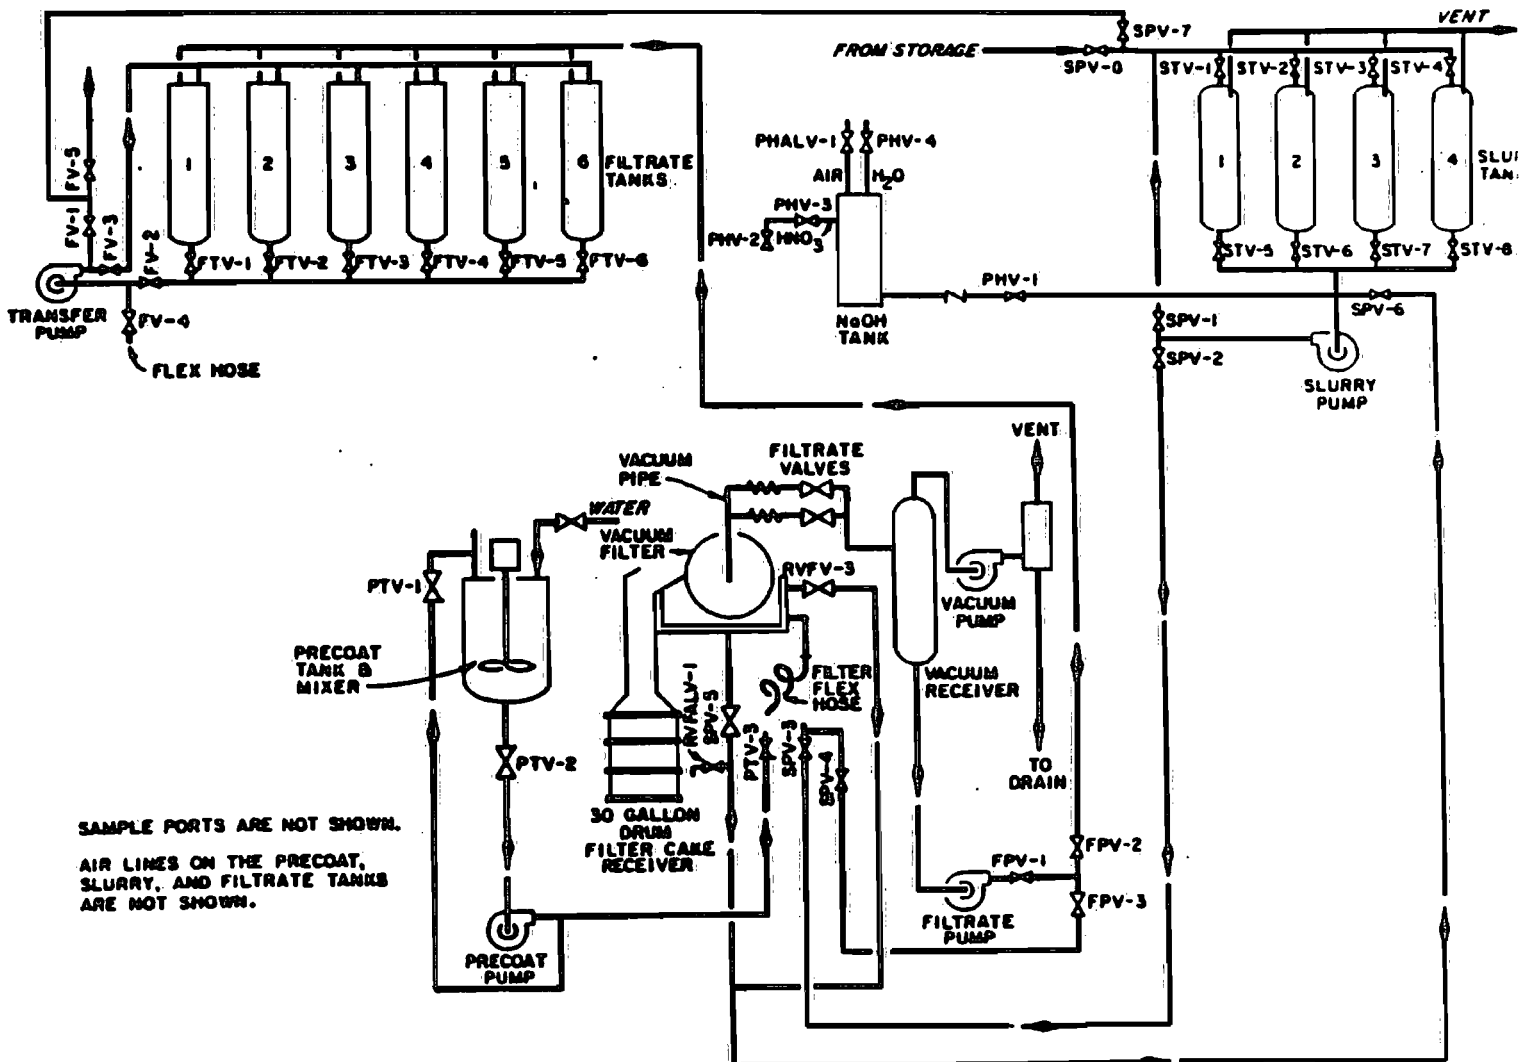 VENT
SPV-7
FROM STORAGE
SPV-8
STV-1
STV-2
STV-3
STV-4
1
2
3
4
5
6
FILTRATE
TANKS
FV-5
FV-1
FV-3
FV-2
FTV-1
FTV-2
FTV-3
FTV-4
FTV-5
FTV-6
TRANSFER
PUMP
FV-4
FLEX HOSE
PHALV-1
PHV-4
AIR
H2O
PHV-3
PHV-2
HNO3
NaOH
TANK
PHV-1
1
2
3
4
STV-5
STV-6
STV-7
STV-8
SPV-6
SPV-1
SPV-2
SLURRY
PUMP
VENT
FILTRATE
VALVES
VACUUM
PIPE
WATER
VACUUM
FILTER
RVFV-3
PTV-1
VACUUM
PUMP
PRECOAT
TANK &
MIXER
FILTER
FLEX
HOSE
VACUUM
RECEIVER
RVFALV-1
SPV-5
PTV-3
SPV-3
SPV-4
PTV-2
TO
DRAIN
30 GALLON
DRUM
FILTER CAKE
RECEIVER
SAMPLE PORTS ARE NOT SHOWN.
AIR LINES ON THE PRECOAT,
SLURRY, AND FILTRATE TANKS
ARE NOT SHOWN.
FPV-1
FPV-2
FPV-3
FILTRATE
PUMP
PRECOAT
PUMP